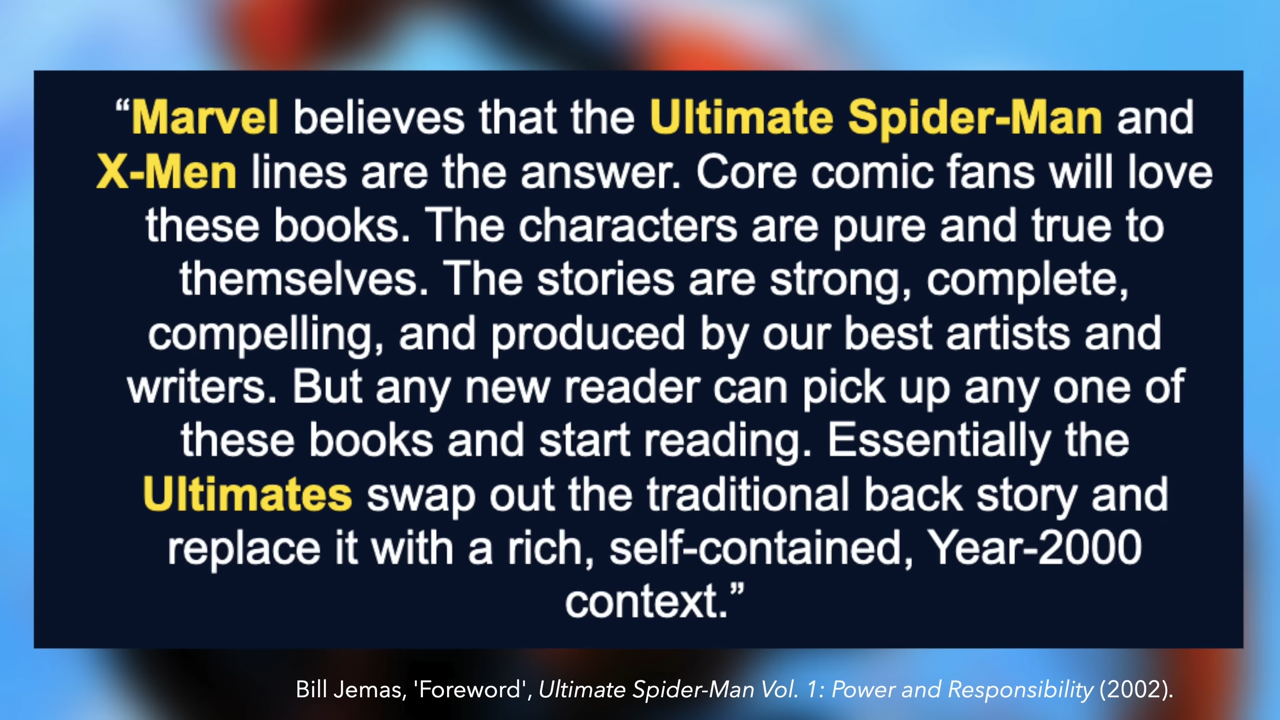 “Marvel believes that the Ultimate Spider-Man and
X-Men lines are the answer. Core comic fans will love
these books. The characters are pure and true to
themselves. The stories are strong, complete,
compelling, and produced by our best artists and
writers. But any new reader can pick up any one of
these books and start reading. Essentially the
Ultimates swap out the traditional back story and
replace it with a rich, self-contained, Year-2000
context.”
Bill Jemas, 'Foreword', Ultimate Spider-Man Vol. 1: Power and Responsibility (2002).